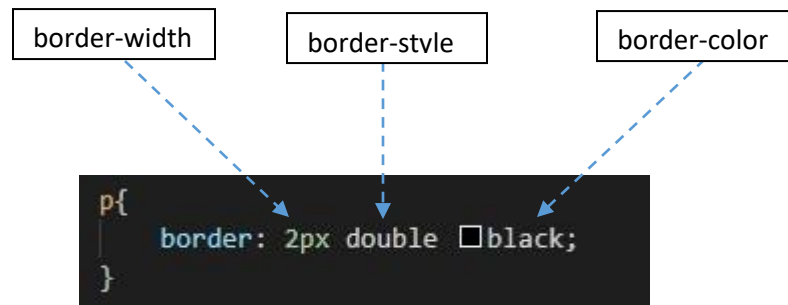 border-width
border-style
border-color
p{
border: 2px double black;
}